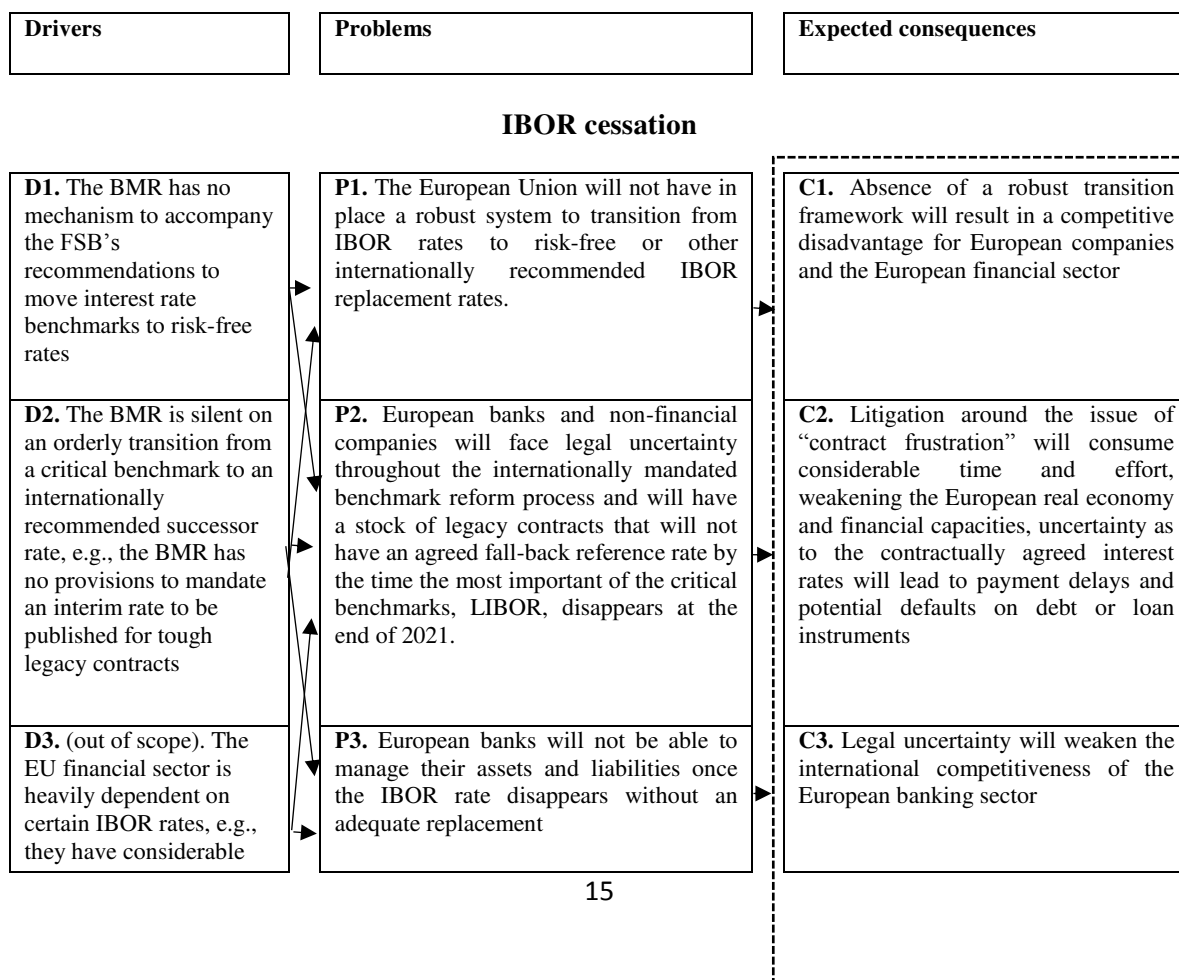 Drivers
Problems
Expected consequences
IBOR cessation
D1. The BMR has no
mechanism to accompany
the FSB’s
recommendations to
move interest rate
benchmarks to risk-free
rates
P1. The European Union will not have in
place a robust system to transition from
IBOR rates to risk-free or other
internationally recommended IBOR
replacement rates.
C1. Absence of a robust transition
framework will result in a competitive
disadvantage for European companies
and the European financial sector
D2. The BMR is silent on
an orderly transition from
a critical benchmark to an
internationally
recommended successor
rate, e.g., the BMR has
no provisions to mandate
an interim rate to be
published for tough
legacy contracts
P2. European banks and non-financial
companies will face legal uncertainty
throughout the internationally mandated
benchmark reform process and will have
a stock of legacy contracts that will not
have an agreed fall-back reference rate by
the time the most important of the critical
benchmarks, LIBOR, disappears at the
end of 2021.
C2. Litigation around the issue of
“contract frustration” will consume
considerable time and effort,
weakening the European real economy
and financial capacities, uncertainty as
to the contractually agreed interest
rates will lead to payment delays and
potential defaults on debt or loan
instruments
D3. (out of scope). The
EU financial sector is
heavily dependent on
certain IBOR rates, e.g.,
they have considerable
P3. European banks will not be able to
manage their assets and liabilities once
the IBOR rate disappears without an
adequate replacement
C3. Legal uncertainty will weaken the
international competitiveness of the
European banking sector
15